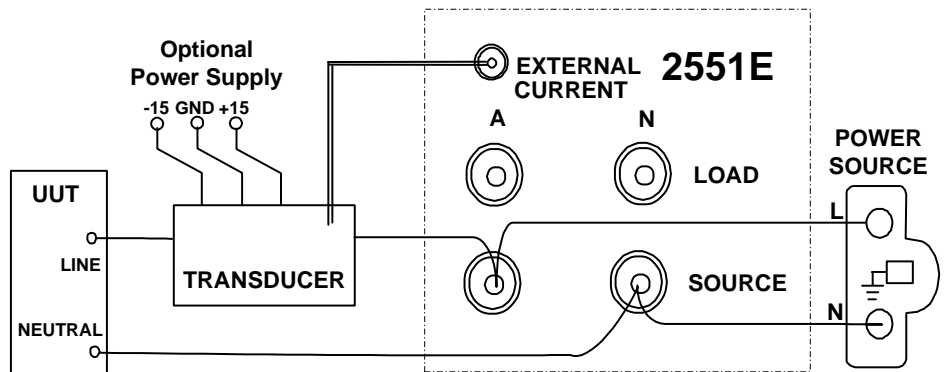 Optional
Power Supply
-15 GND +15
EXTERNAL
CURRENT
2551E
A
N
LOAD
POWER
SOURCE
UUT
L
LINE
TRANSDUCER
SOURCE
NEUTRAL
N